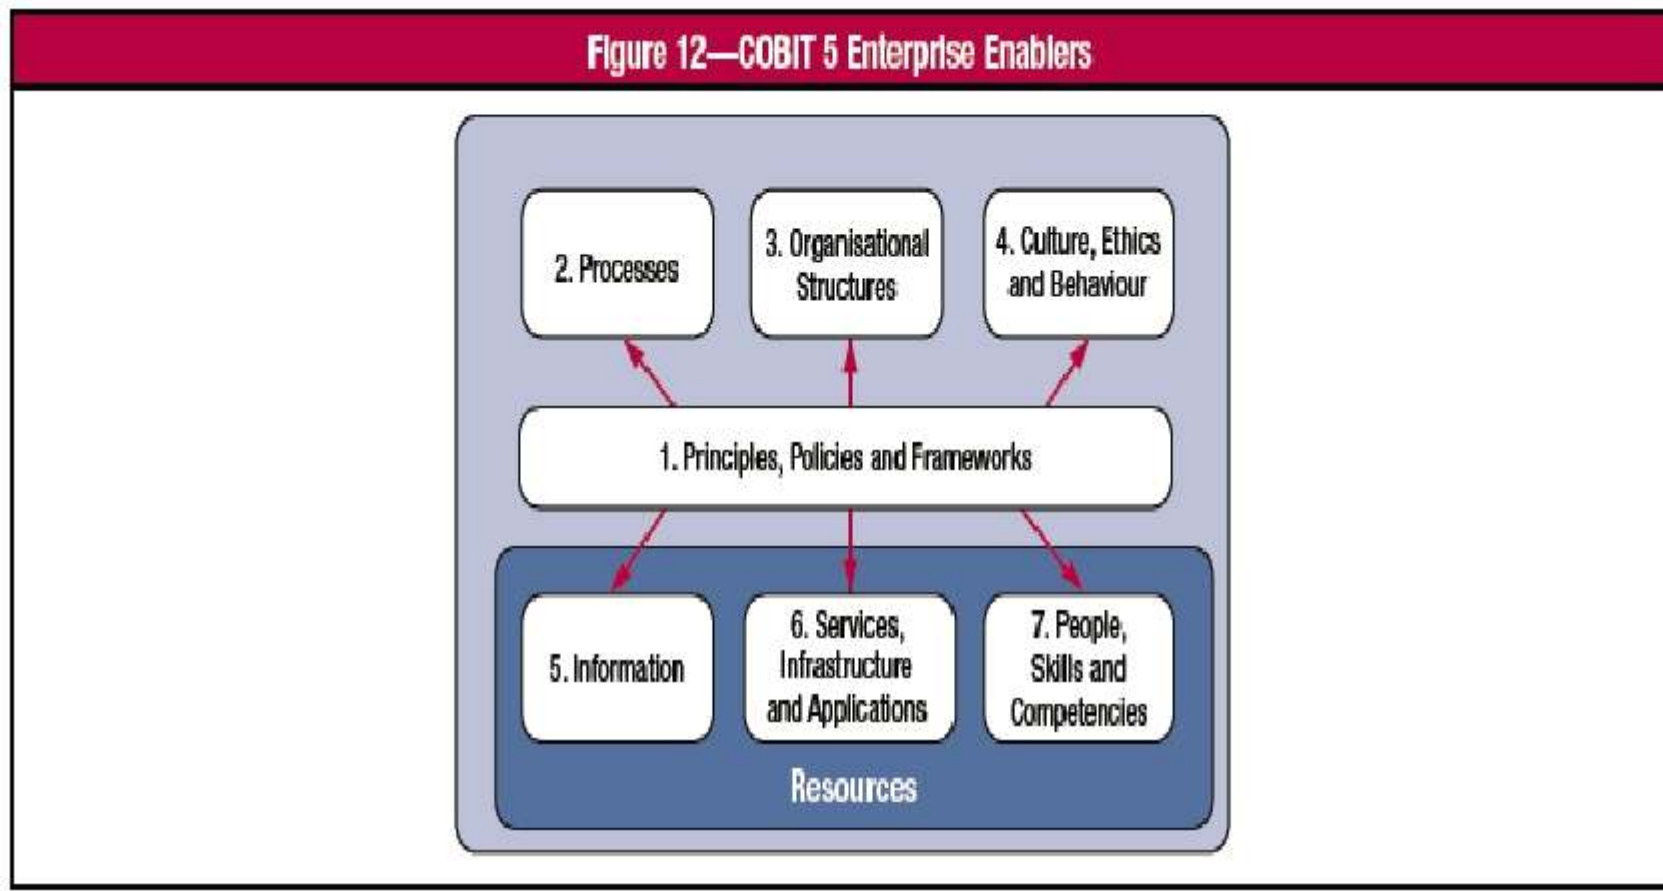 Figure 12—COBIT 5 Enterprise Enablers
2. Processes
3. Organisational
Structures
4. Culture, Ethics
and Behaviour
1. Principles, Policies and Frameworks
5. Information
6. Services,
Infrastructure
and Applications
7. People,
Skills and
Competencies
Resources